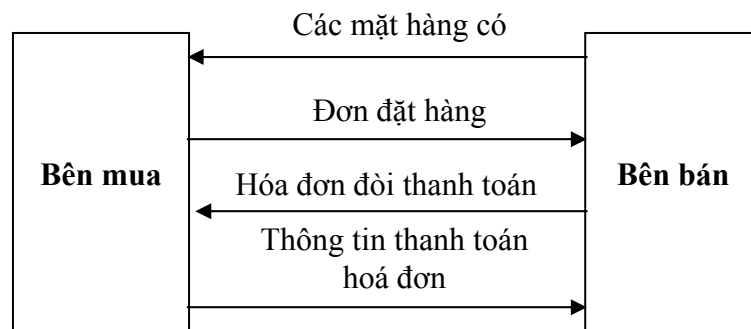 Các mặt hàng có
Đơn đặt hàng
Bên mua
Hóa đơn đòi thanh toán
Bên bán
Thông tin thanh toán
hoá đơn